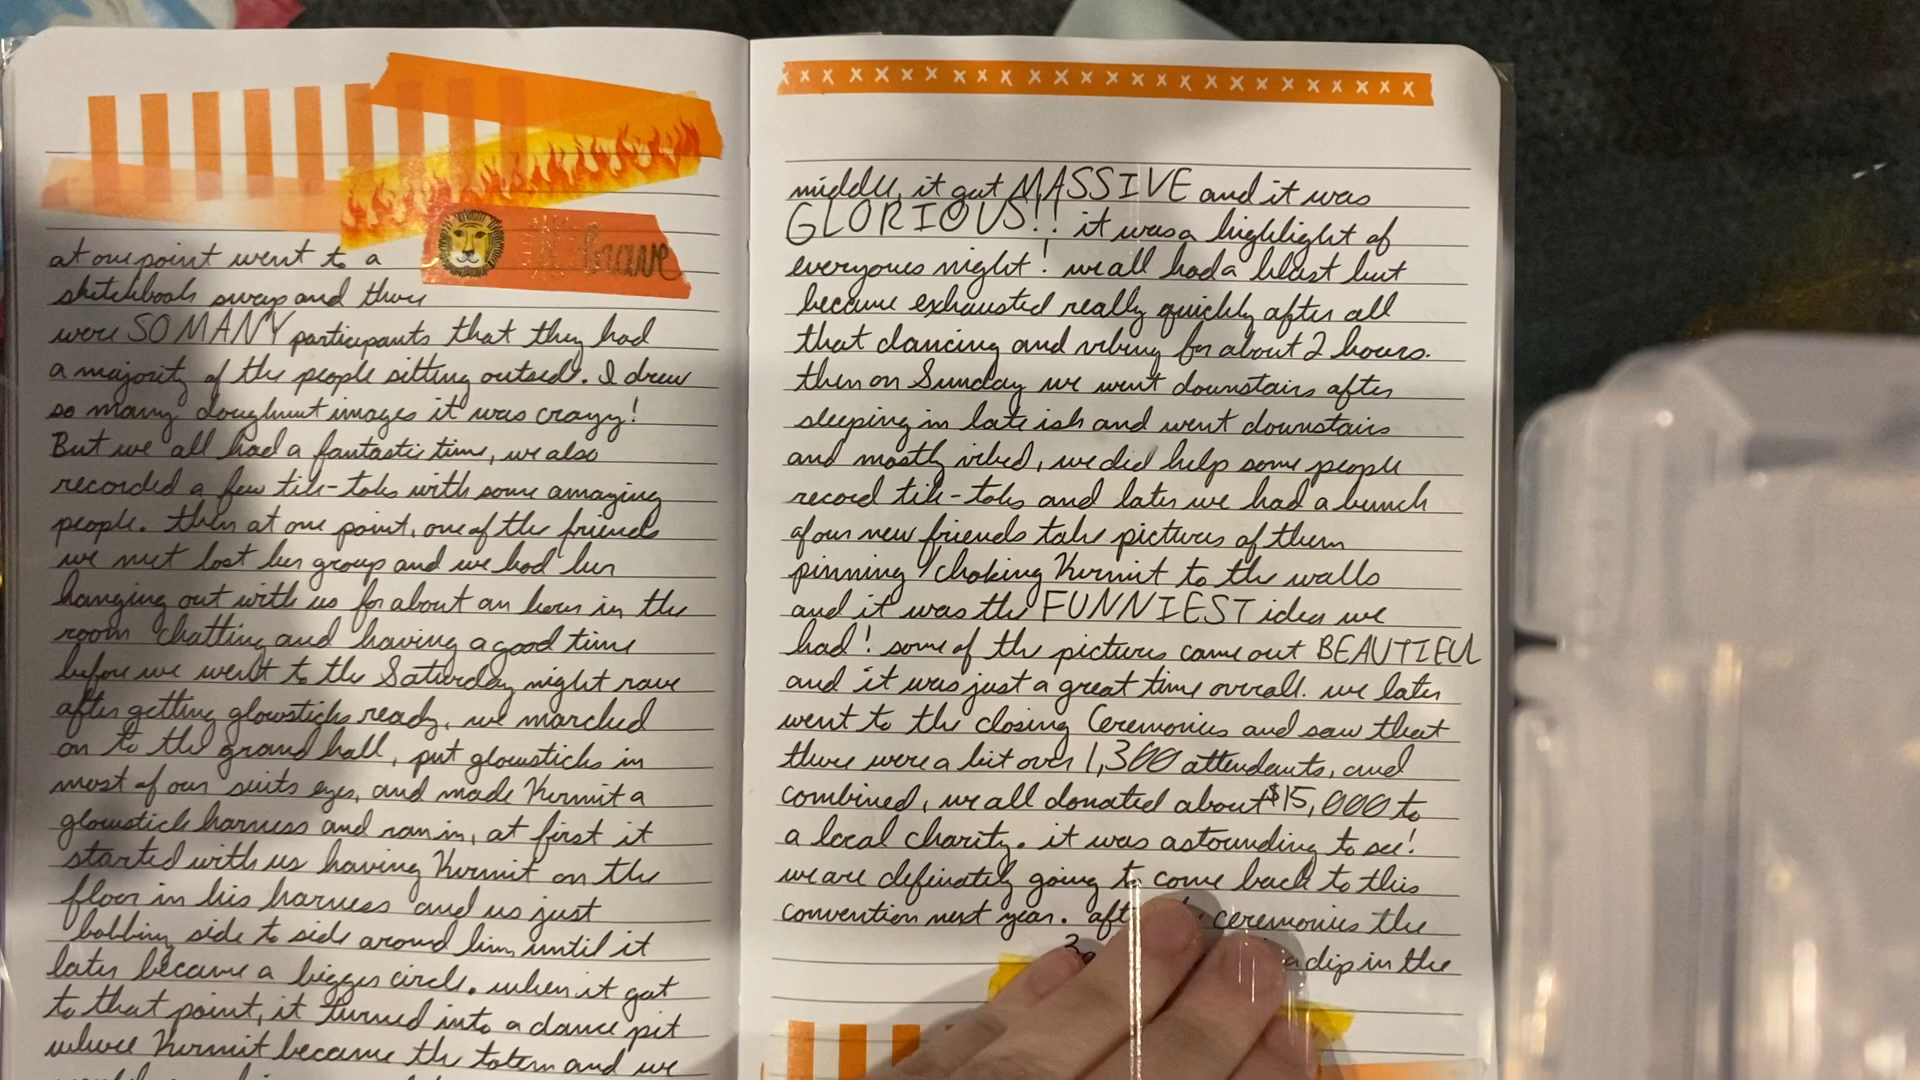 brave
at one point went to a
sketchbook swap and there
were SO MANY participants that they had
a majority of the people sitting outside. I drew
so many doughnut images it was crazy!
But we all had a fantastic time, we also
recorded a few tik-toks with some amazing
people. then at one point, one of the friends
we met lost her group and we had her
hanging out with us for about an hour in the
room chatting and having a good time
before we went to the Saturday night rave
after getting glowsticks ready, we marched
on to the grand hall, put glowsticks in
most of our suits eyes, and made Kermit a
glowstick harness and ran in, at first it
started with us having Kermit on the
floor in his harness and us just
bobbing side to side around him until it
later became a bigger circle. when it got
to that point, it turned into a dance pit
where Kermit became the totem and we
x x x x x x x x x x x x x x x x x x x x x x x x x x
middle, it got MASSIVE and it was
GLORIOUS!! it was a highlight of
everyones night! we all had a blast but
became exhausted really quickly after all
that dancing and vibing for about 2 hours.
then on Sunday we went downstairs after
sleeping in late ish and went downstairs
and mostly vibed, we did help some people
record tik-toks and later we had a bunch
of our new friends take pictures of them
pinning/choking Kermit to the walls
and it was the FUNNIEST idea we
had! some of the pictures came out BEAUTIFUL
and it was just a great time overall. we later
went to the closing Ceremonies and saw that
there were a bit over 1,300 attendants, and
combined, we all donated about $15,000 to
a local charity. it was astounding to see!
we are definately going to come back to this
convention next year. ceremonies the
3 a dip in the